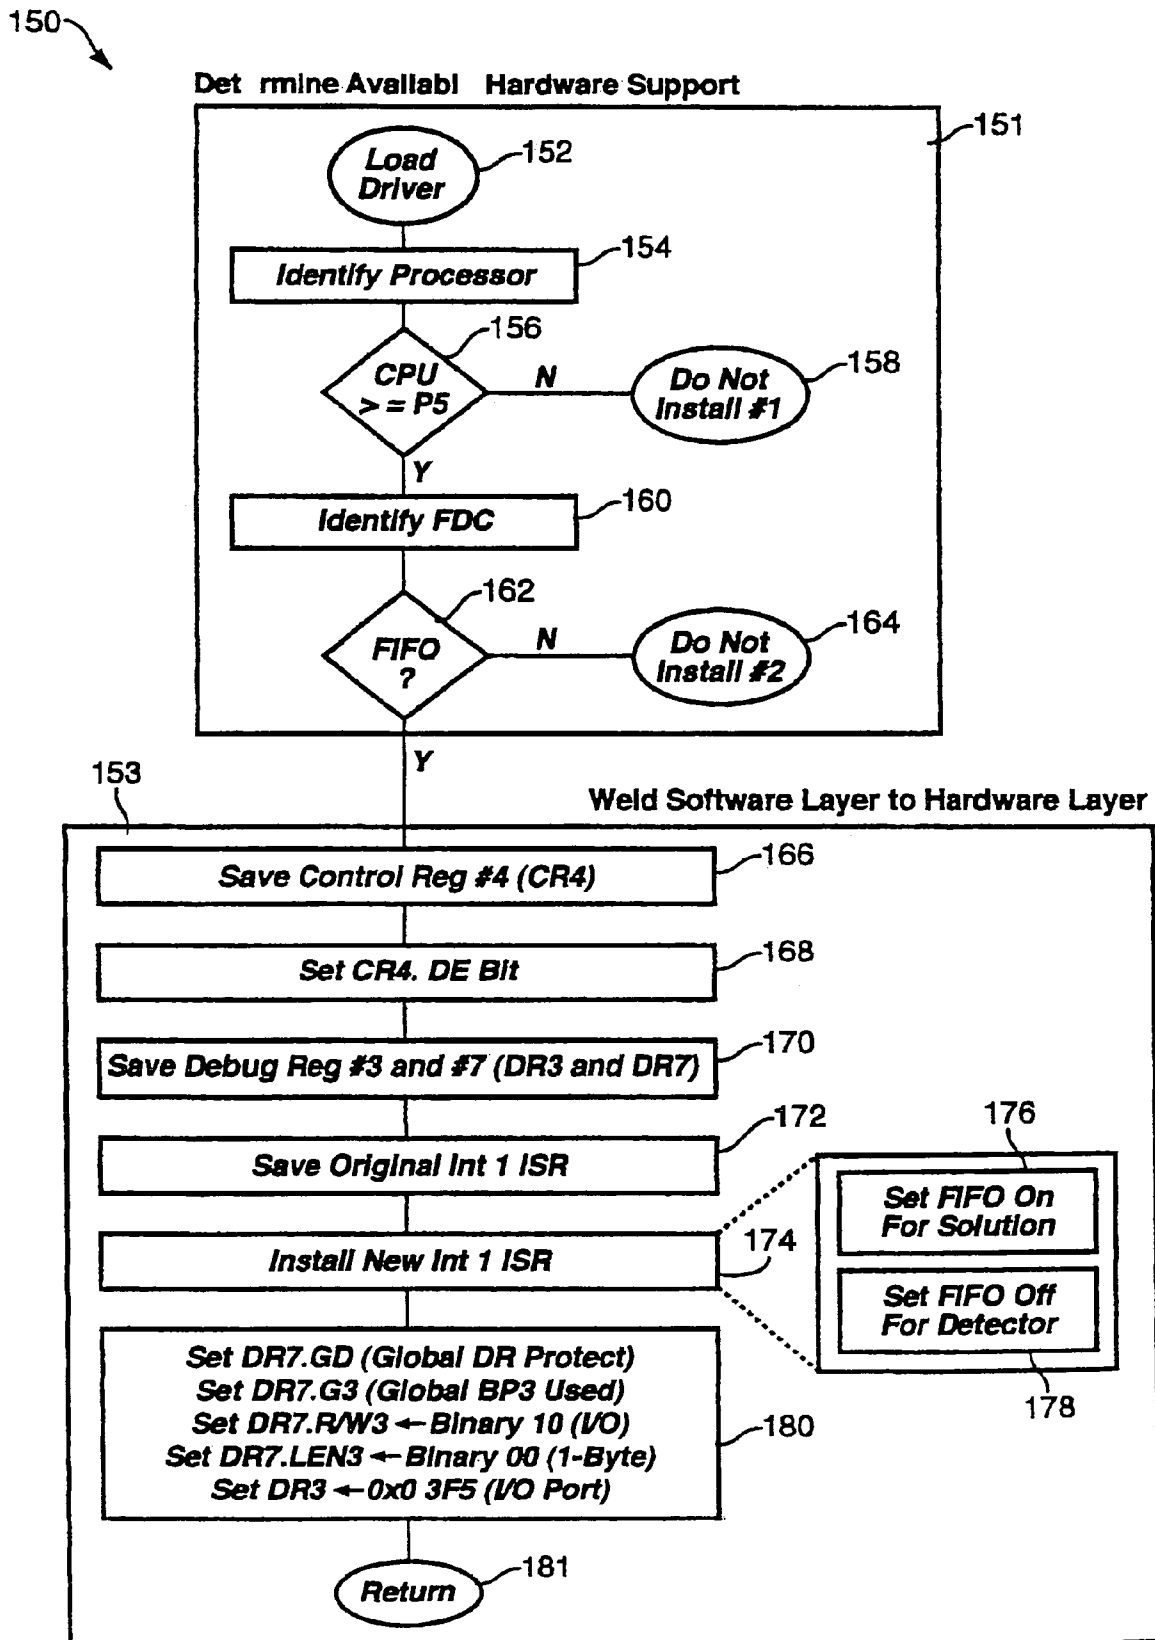 150
Det rmine Availabl Hardware Support
151
Load
Driver
152
Identify Processor
154
CPU
> = P5
156
N
Do Not
Install #1
158
Y
Identify FDC
160
FIFO
?
162
N
Do Not
Install #2
164
Y
153
Weld Software Layer to Hardware Layer
Save Control Reg #4 (CR4)
166
Set CR4. DE Bit
168
Save Debug Reg #3 and #7 (DR3 and DR7)
170
Save Original Int 1 ISR
172
Install New Int 1 ISR
174
176
Set FIFO On
For Solution
Set FIFO Off
For Detector
178
Set DR7.GD (Global DR Protect)
Set DR7.G3 (Global BP3 Used)
Set DR7.R/W3 ← Binary 10 (I/O)
Set DR7.LEN3 ← Binary 00 (1-Byte)
Set DR3 ← 0x0 3F5 (I/O Port)
180
Return
181